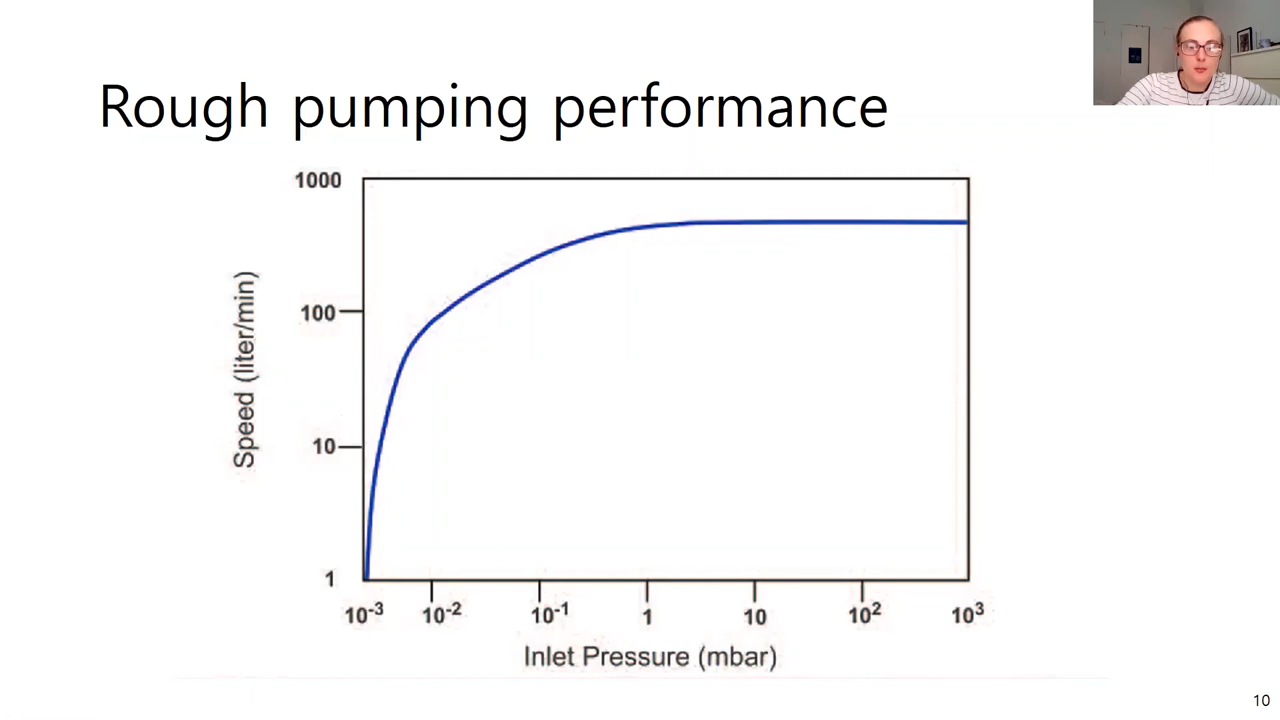 Rough pumping performance
1000
100
10
1
Speed (liter/min)
10⁻³ 10⁻² 10⁻¹ 1 10 10² 10³
Inlet Pressure (mbar)
10